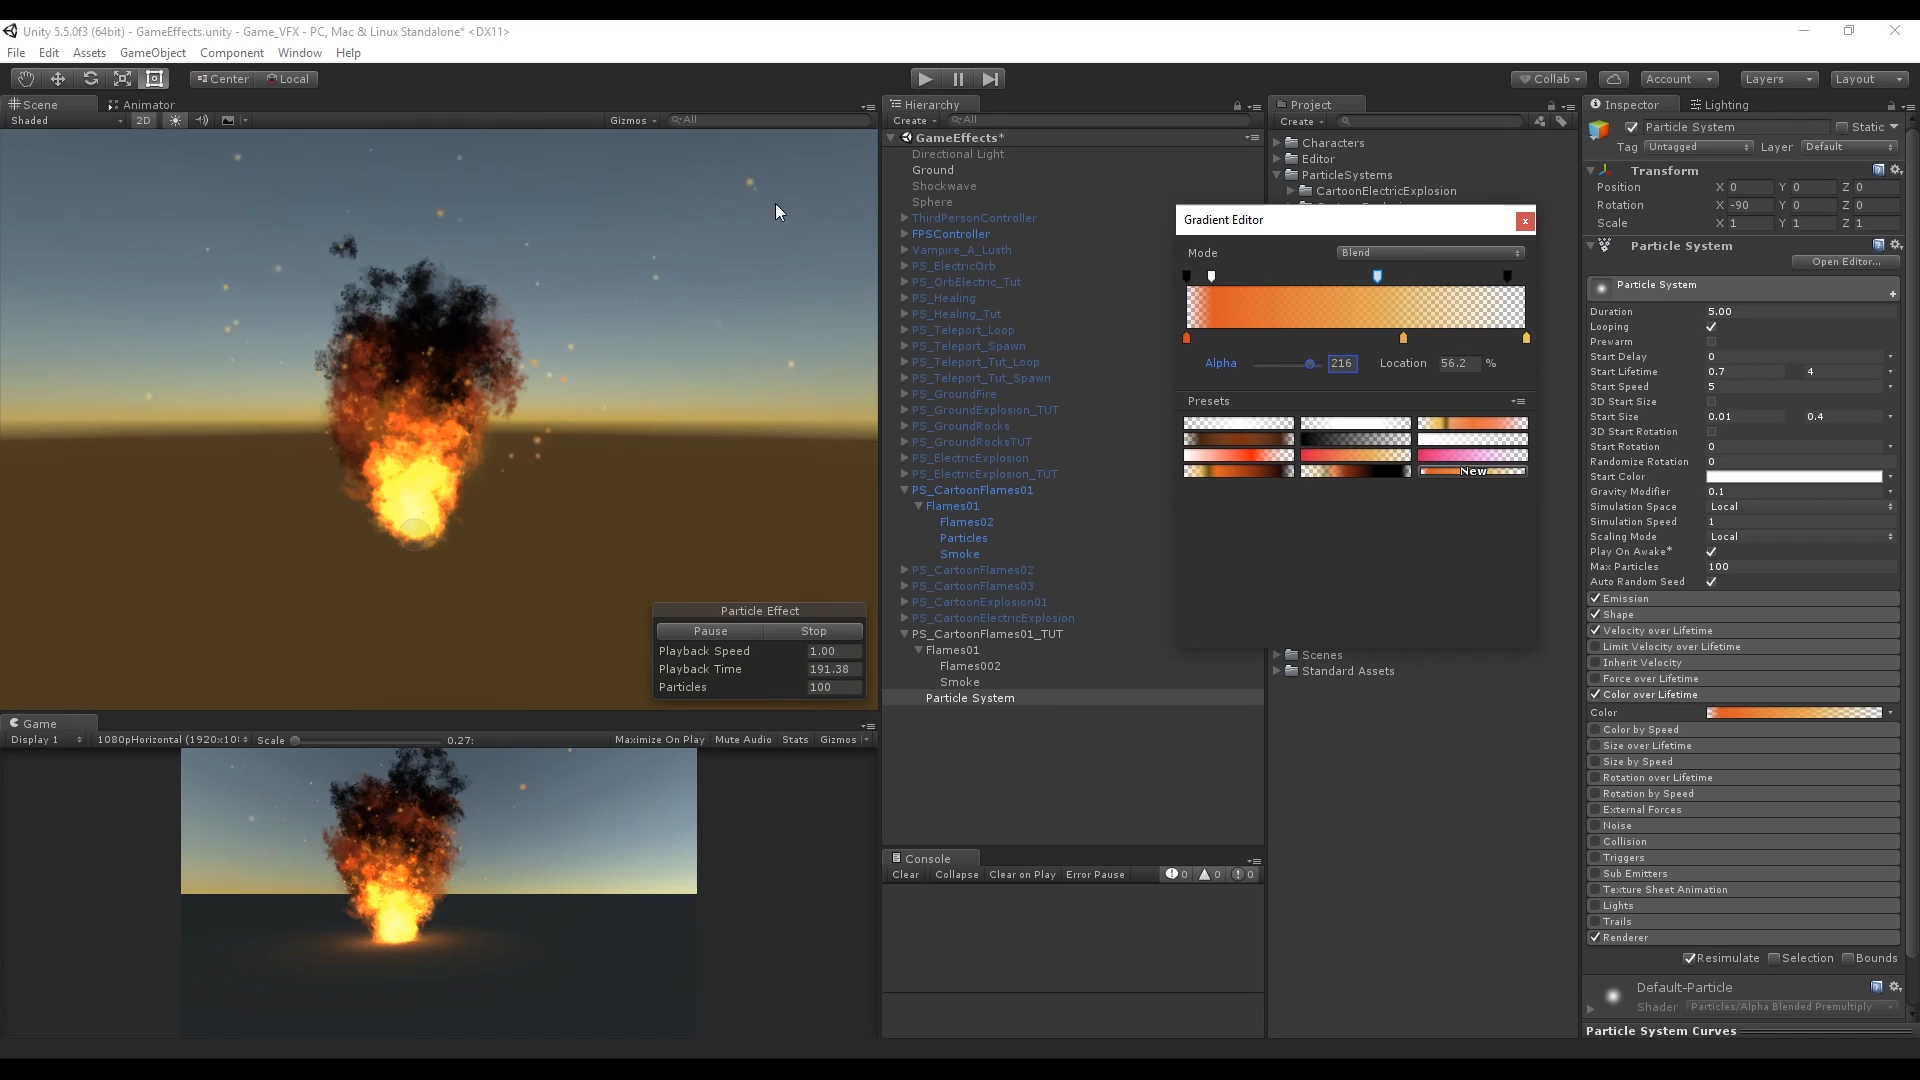 Unity 5.5.0f3 (64bit) - GameEffects.unity - Game_VFX - PC, Mac & Linux Standalone* <DX11>
File Edit Assets GameObject Component Window Help
Center Local
Collab Account Layers Layout
Scene Animator
Shaded 2D Gizmos All
Hierarchy
Create All
GameEffects*
Directional Light
Ground
Shockwave
Sphere
ThirdPersonController
FPSController
Vampire_A_Lusth
PS_ElectricOrb
PS_OrbElectric_Tut
PS_Healing
PS_Healing_Tut
PS_Teleport_Loop
PS_Teleport_Spawn
PS_Teleport_Tut_Loop
PS_Teleport_Tut_Spawn
PS_GroundFire
PS_GroundExplosion_TUT
PS_GroundRocks
PS_GroundRocksTUT
PS_ElectricExplosion
PS_ElectricExplosion_TUT
PS_CartoonFlames01
Flames01
Flames02
Particles
Smoke
PS_CartoonFlames02
PS_CartoonFlames03
PS_CartoonExplosion01
PS_CartoonElectricExplosion
PS_CartoonFlames01_TUT
Flames01
Flames002
Smoke
Particle System
Particle Effect
Pause Stop
Playback Speed 1.00
Playback Time 191.38
Particles 100
Game
Display 1 1080pHorizontal (1920x10 Scale 0.27: Maximize On Play Mute Audio Stats Gizmos
Console
Clear Collapse Clear on Play Error Pause 0 0 0
Project
Create
Characters
Editor
ParticleSystems
CartoonElectricExplosion
Scenes
Standard Assets
Gradient Editor
Mode Blend
Alpha 216 Location 56.2 %
Presets
New
Inspector Lighting
Particle System Static
Tag Untagged Layer Default
Transform
Position X 0 Y 0 Z 0
Rotation X -90 Y 0 Z 0
Scale X 1 Y 1 Z 1
Particle System
Open Editor...
Particle System
Duration 5.00
Looping
Prewarm
Start Delay 0
Start Lifetime 0.7 4
Start Speed 5
3D Start Size
Start Size 0.01 0.4
3D Start Rotation
Start Rotation 0
Randomize Rotation 0
Start Color
Gravity Modifier 0.1
Simulation Space Local
Simulation Speed 1
Scaling Mode Local
Play On Awake*
Max Particles 100
Auto Random Seed
Emission
Shape
Velocity over Lifetime
Limit Velocity over Lifetime
Inherit Velocity
Force over Lifetime
Color over Lifetime
Color
Color by Speed
Size over Lifetime
Size by Speed
Rotation over Lifetime
Rotation by Speed
External Forces
Noise
Collision
Triggers
Sub Emitters
Texture Sheet Animation
Lights
Trails
Renderer
Resimulate Selection Bounds
Default-Particle
Shader Particles/Alpha Blended Premultiply
Particle System Curves